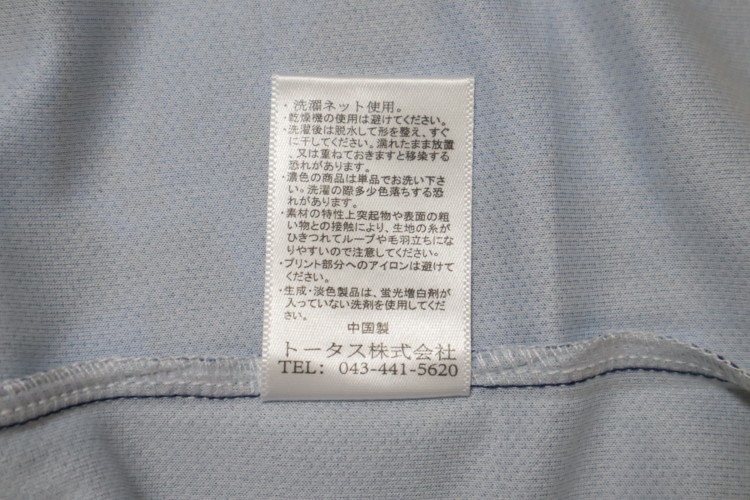 ・洗濯ネット使用。
・乾燥機の使用は避けてください。
・洗濯後は脱水して形を整え、すぐ
に干してください。濡れたまま放置
、又は重ねておきますと移染する
恐れがあります。
・濃色の商品は単品でお洗い下さ
い。洗濯の際多少色落ちする恐
れがあります。
・素材の特性上突起物や表面の粗
い物との接触により、生地の糸が
ひきつれてループや毛羽立ちにな
りやすいので注意してください。
・プリント部分へのアイロンは避けて
ください。
・生成・淡色製品は、蛍光増白剤が
入っていない洗剤を使用してくだ
さい。
中国製
トータス株式会社
TEL: 043-441-5620